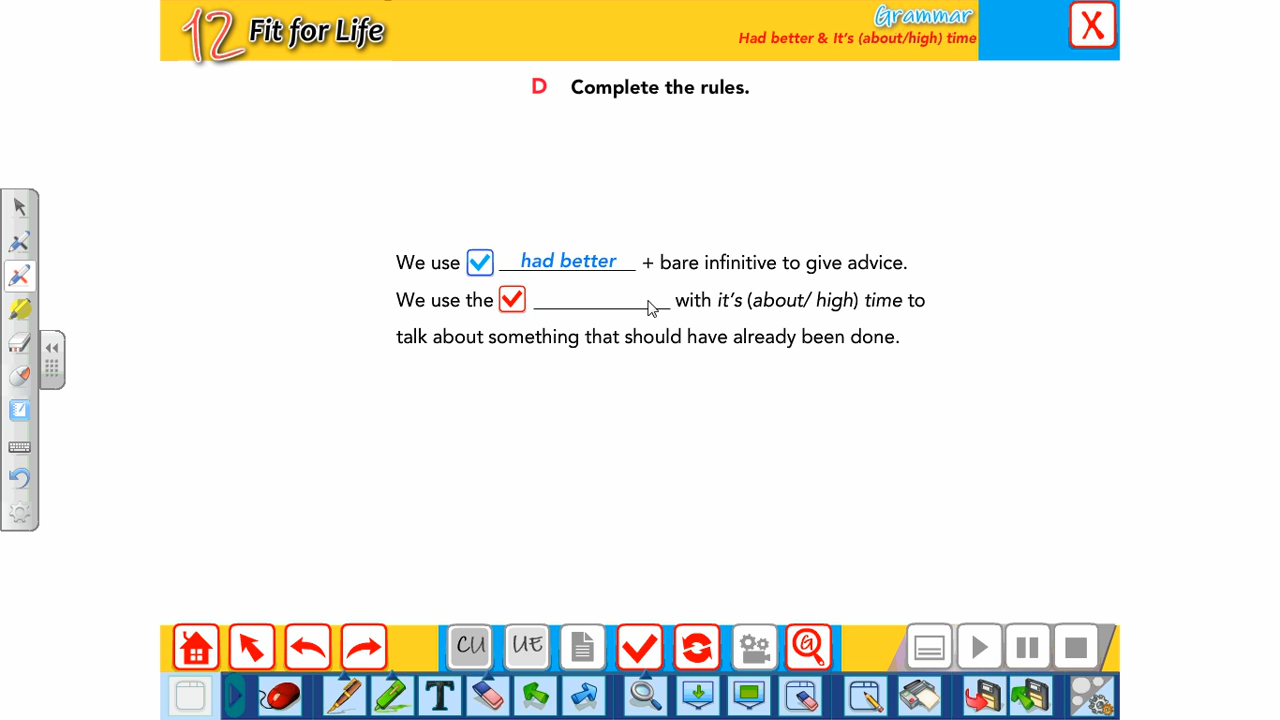 12 Fit for Life
Grammar
Had better & It's (about/high) time
X
D Complete the rules.
We use had better + bare infinitive to give advice.
We use the ______________ with it's (about/ high) time to
talk about something that should have already been done.
CU UE G
T